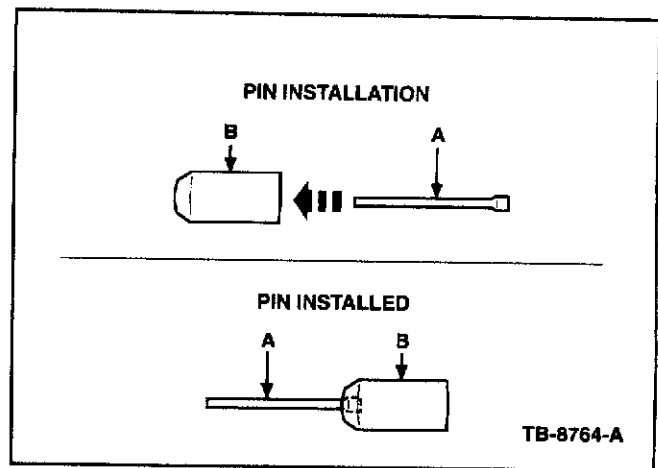 PIN INSTALLATION
B A
PIN INSTALLED
A B
TB-8764-A